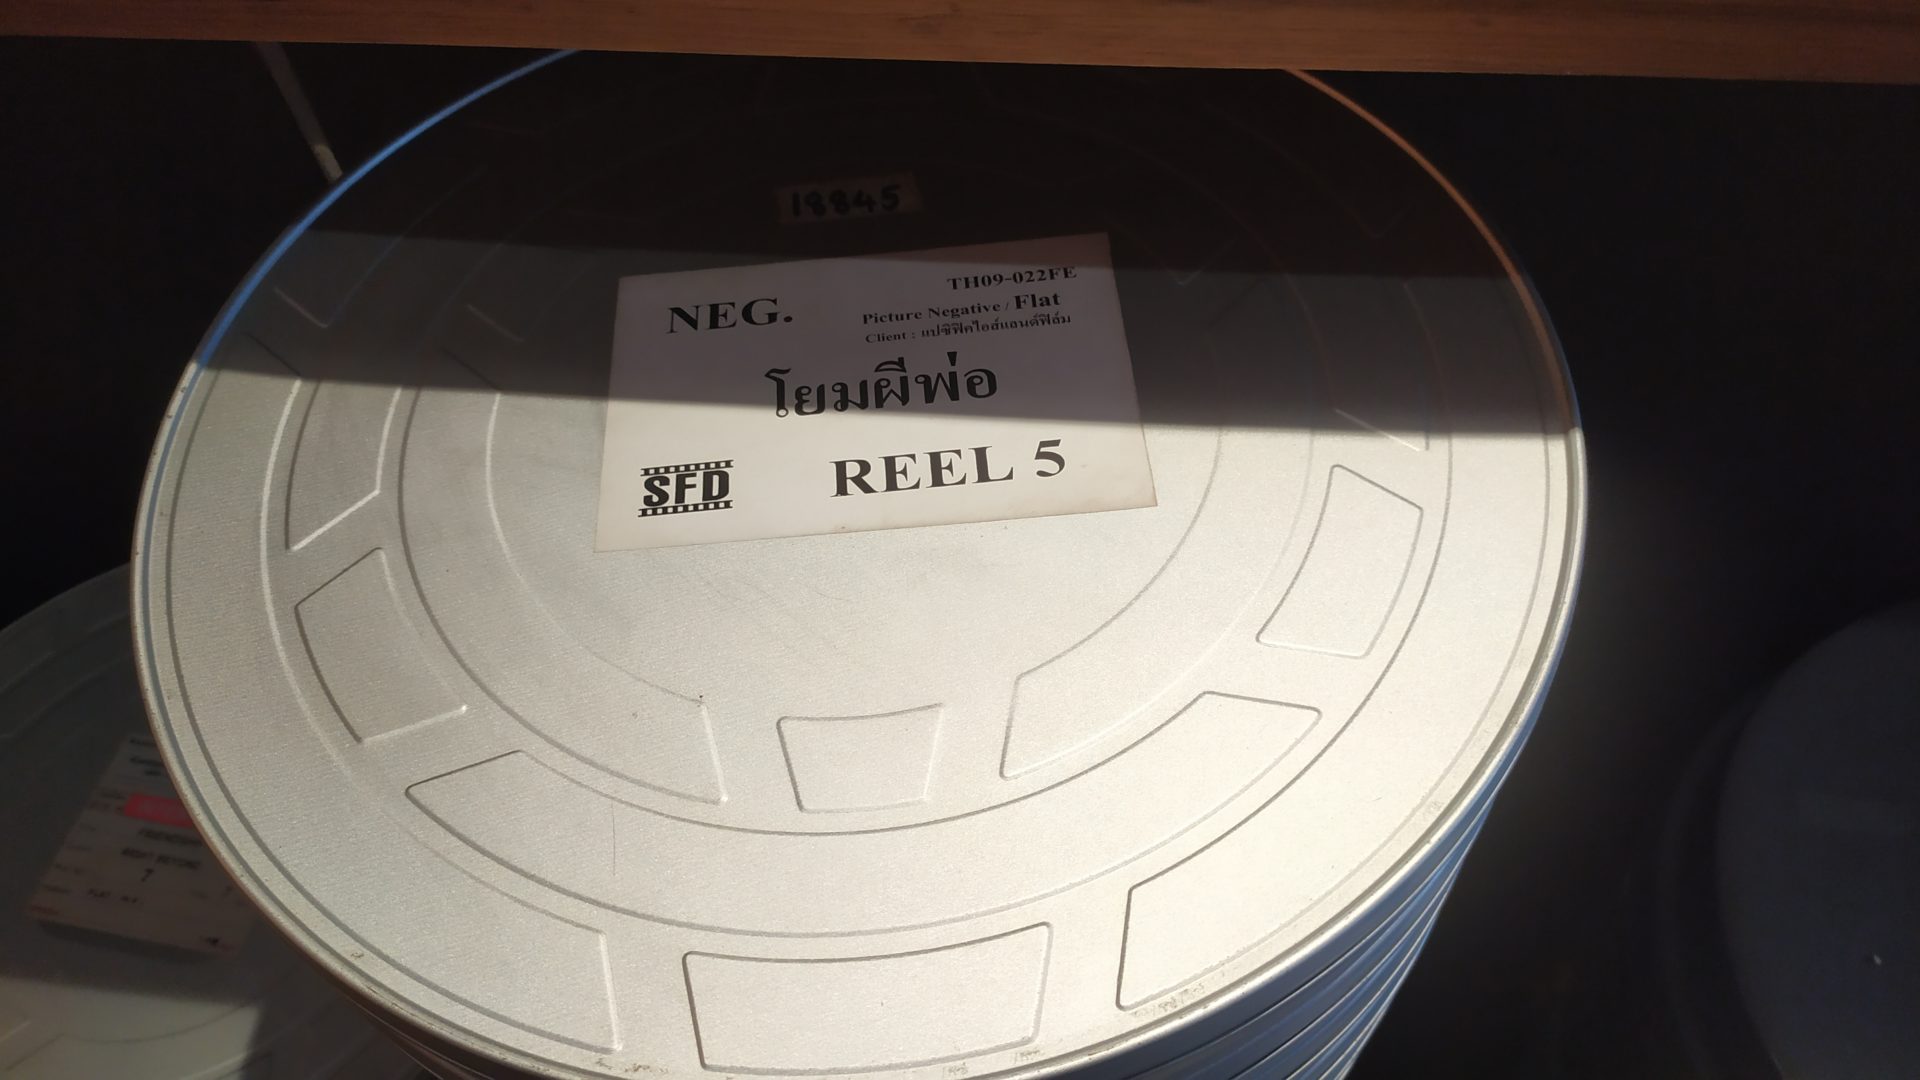 18845
TH09-022FE
NEG.
Picture Negative / Flat
Client : แปซิฟิคไอส์แลนด์ฟิล์ม
โยมผีพ่อ
SFD
REEL 5